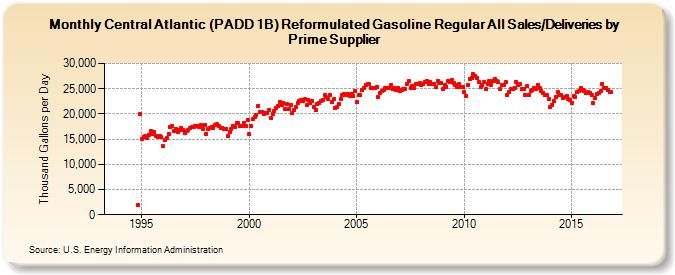 Monthly Central Atlantic (PADD 1B) Reformulated Gasoline Regular All Sales/Deliveries by
Prime Supplier
Thousand Gallons per Day
30,000
25,000
20,000
15,000
10,000
5,000
0
1995 2000 2005 2010 2015
Source: U.S. Energy Information Administration